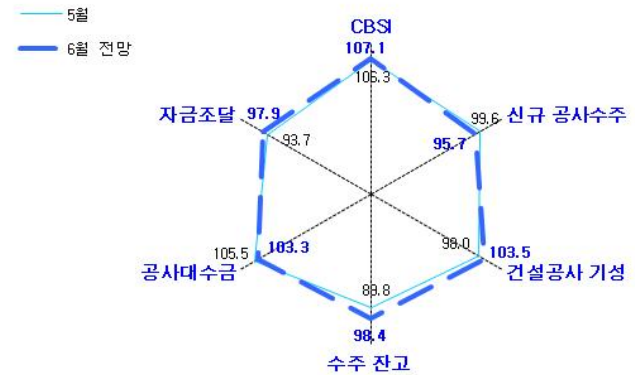 5월
6월 전망
CBSI
107.1
106.3
자금조달 97.9
93.7
99.6 신규 공사수주
95.7
105.5 103.3
공사대수금
98.0 103.5
건설공사 기성
89.8
98.4
수주 잔고